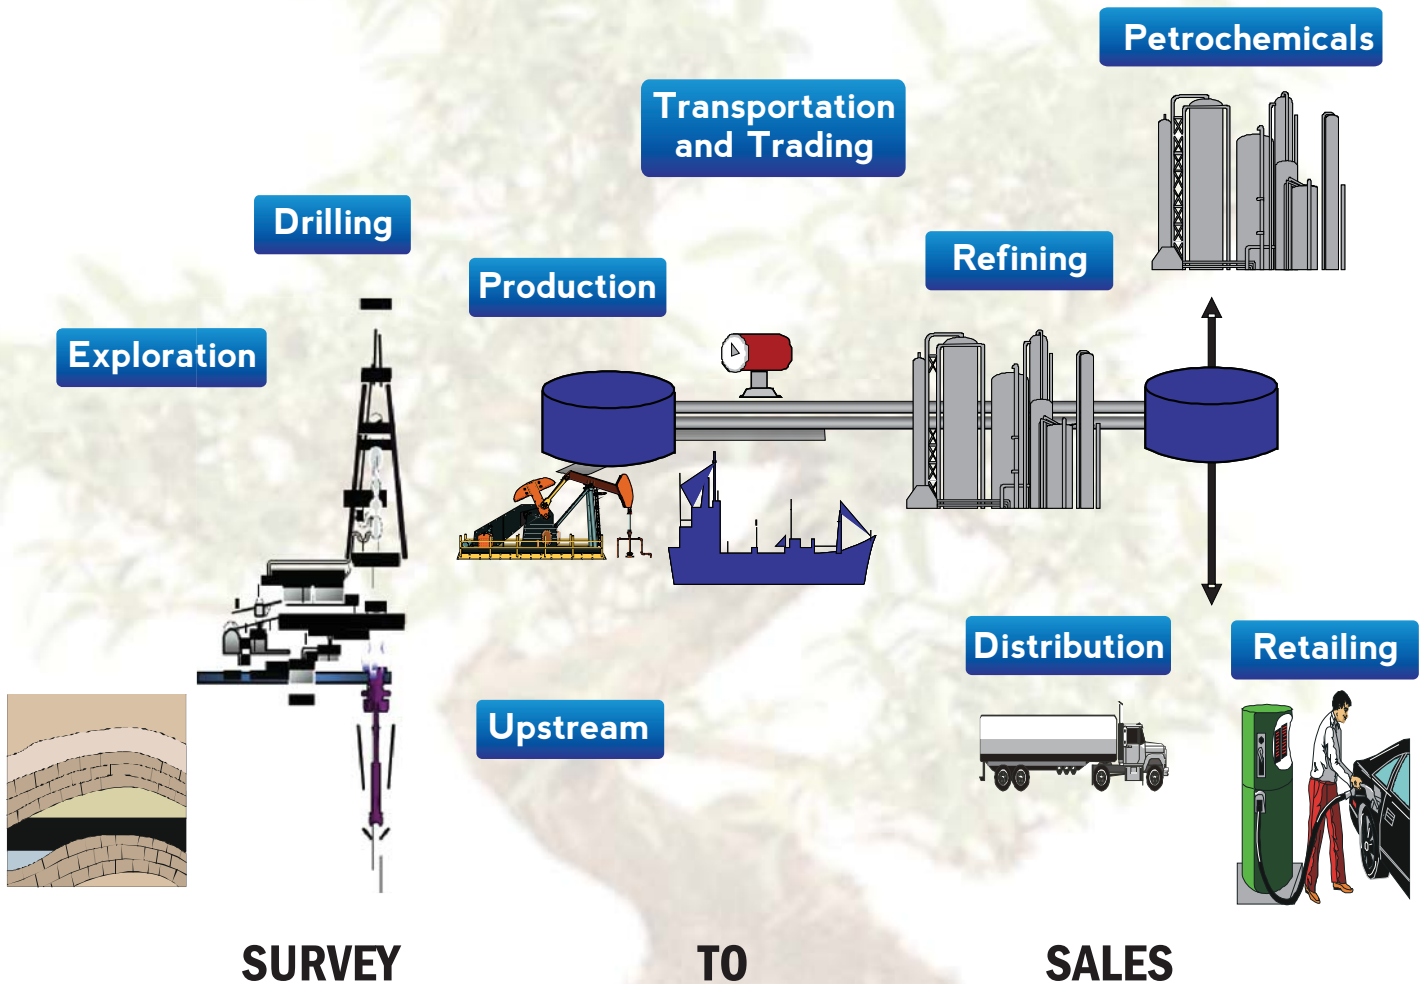 Petrochemicals
Transportation
and Trading
Drilling
Refining
Production
Exploration
Distribution
Retailing
Upstream
SURVEY TO SALES